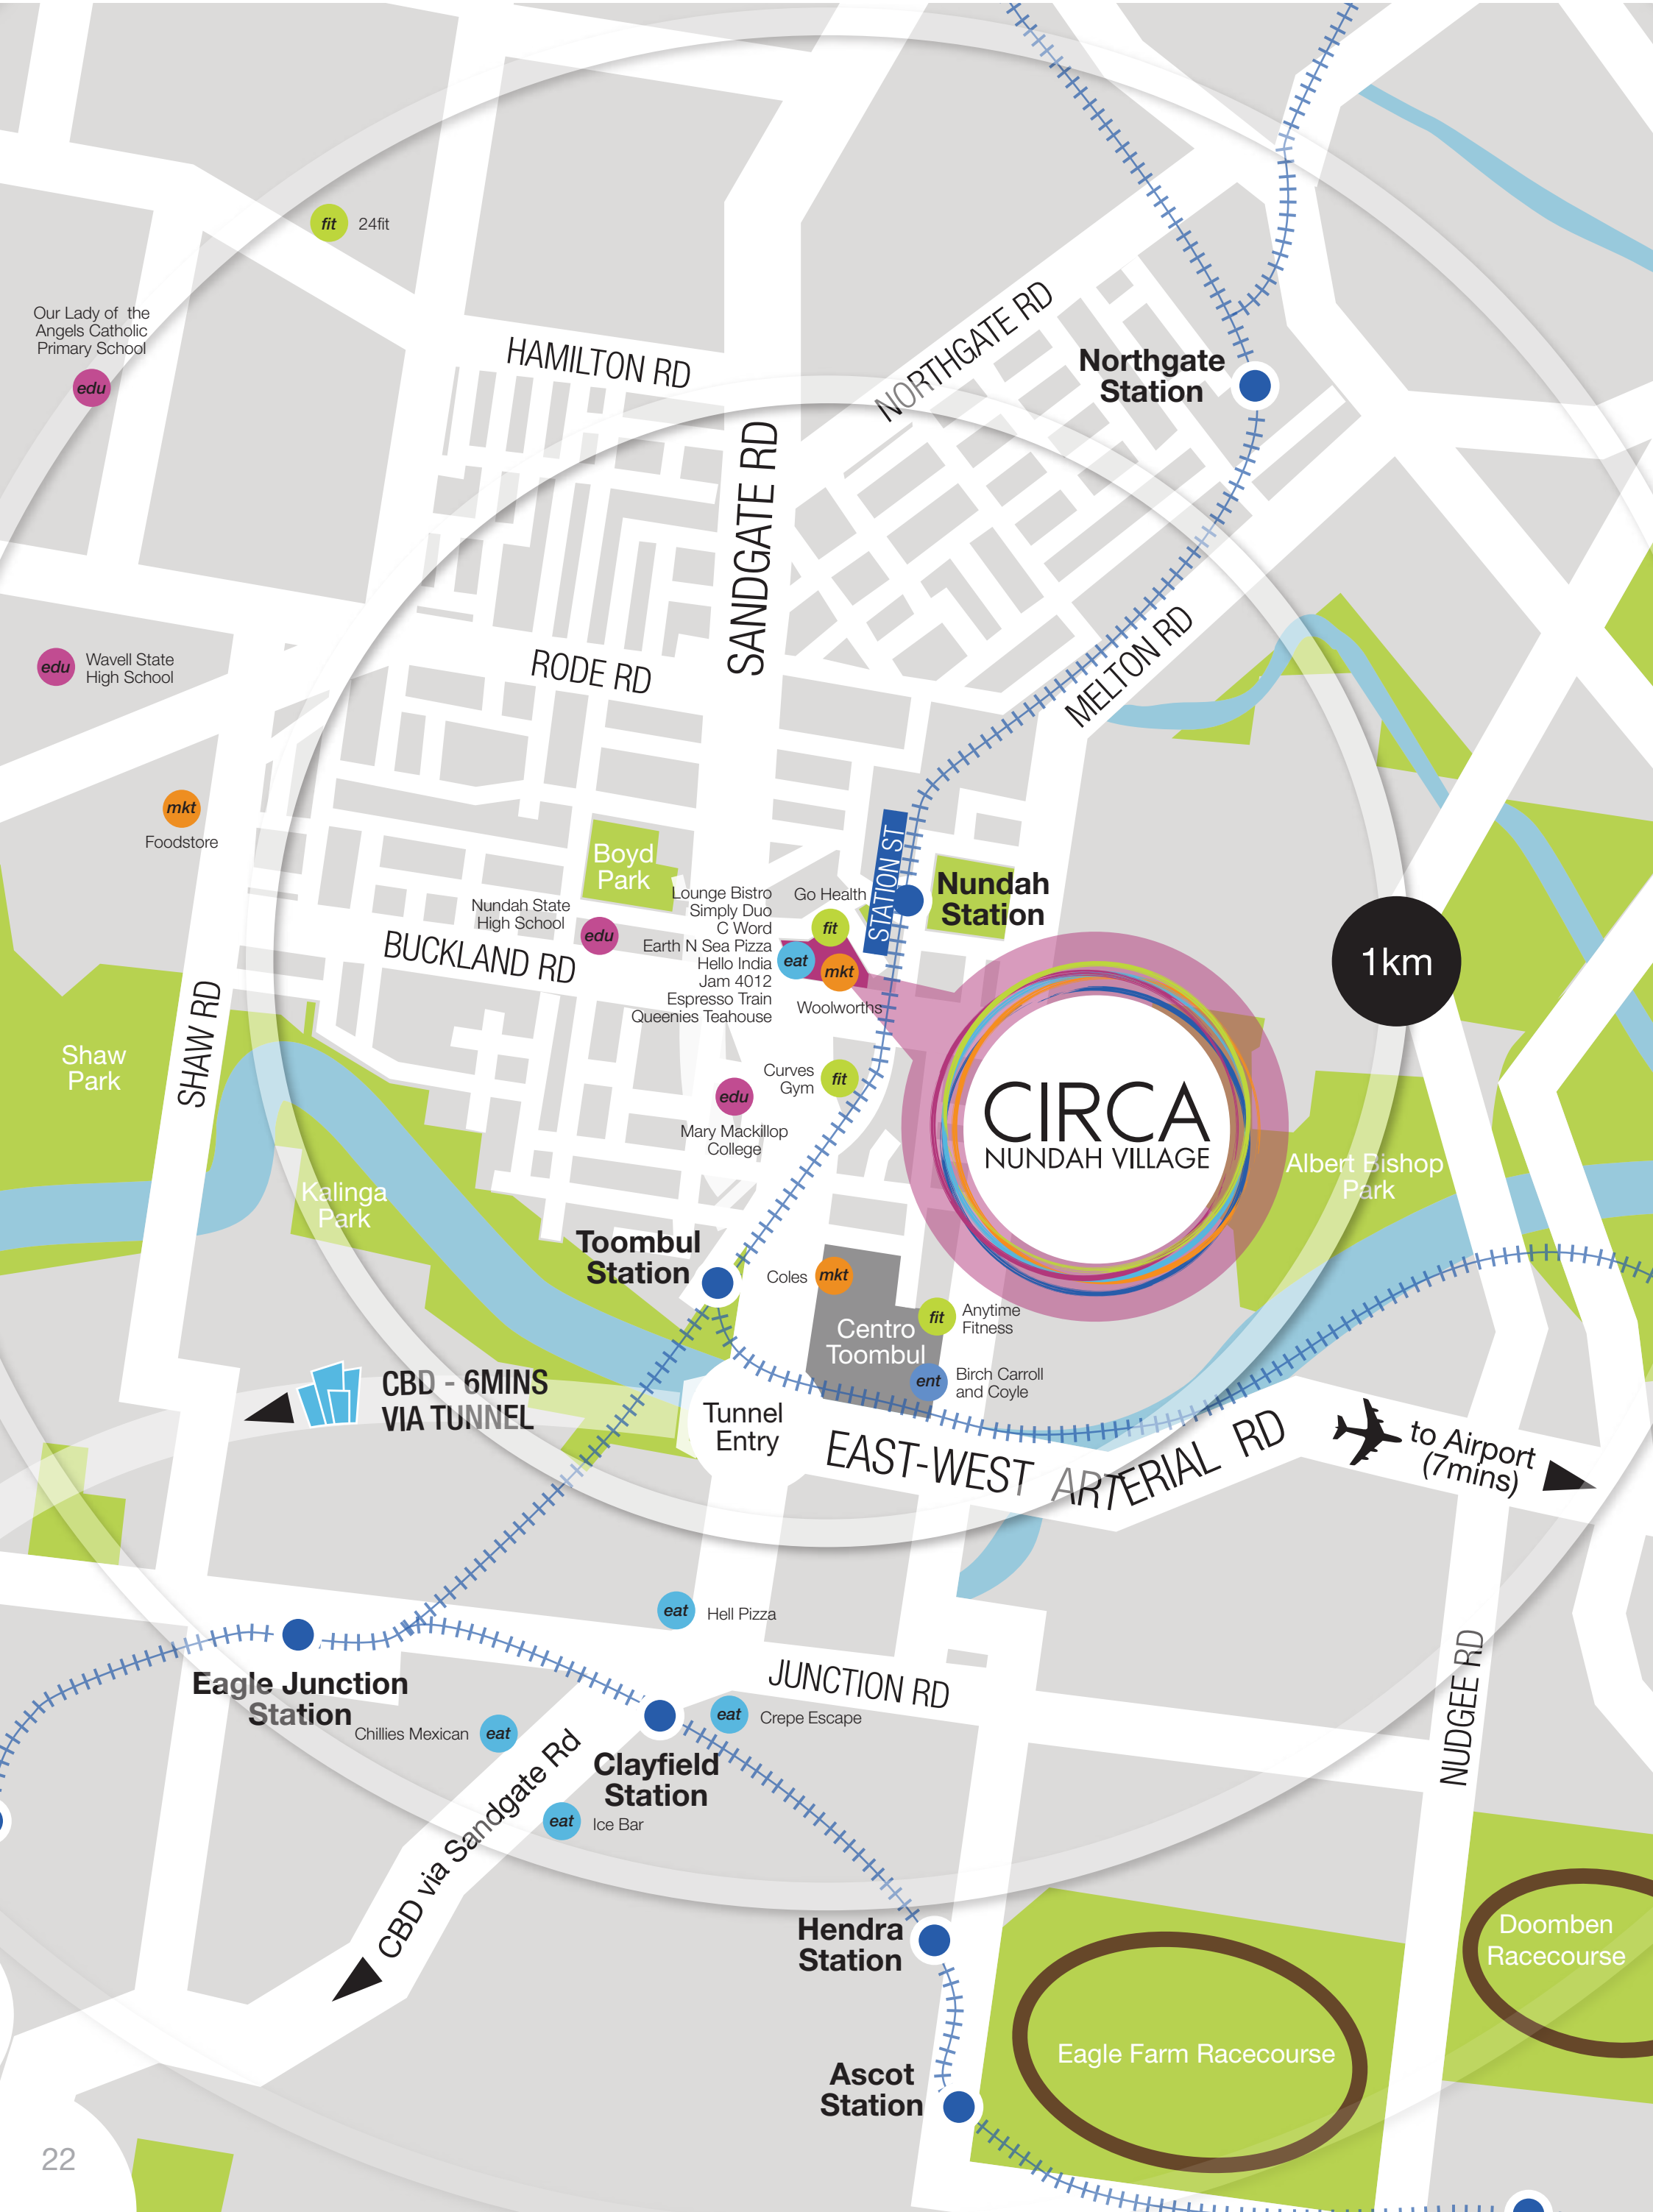 fit
24fit
Our Lady of the
Angels Catholic
Primary School
edu
HAMILTON RD
NORTHGATE RD
Northgate
Station
SANDGATE RD
edu
Wavell State
High School
RODE RD
MELTON RD
mkt
Foodstore
Boyd
Park
STATION ST
Nundah
Station
Nundah State
High School
edu
BUCKLAND RD
Lounge Bistro
Simply Duo
C Word
Earth N Sea Pizza
Hello India
Jam 4012
Espresso Train
Queenies Teahouse
Go Health
fit
eat
mkt
Woolworths
1km
Shaw
Park
SHAW RD
Curves
Gym
fit
edu
Mary Mackillop
College
CIRCA
NUNDAH VILLAGE
Albert Bishop
Park
Kalinga
Park
Toombul
Station
Coles
mkt
Centro
Toombul
fit
Anytime
Fitness
ent
Birch Carroll
and Coyle
CBD - 6MINS
VIA TUNNEL
Tunnel
Entry
EAST-WEST ARTERIAL RD
to Airport
(7mins)
eat
Hell Pizza
Eagle Junction
Station
JUNCTION RD
NUDGEE RD
Chillies Mexican
eat
eat
Crepe Escape
Clayfield
Station
eat
Ice Bar
CBD via Sandgate Rd
Hendra
Station
Doomben
Racecourse
Eagle Farm Racecourse
Ascot
Station
22